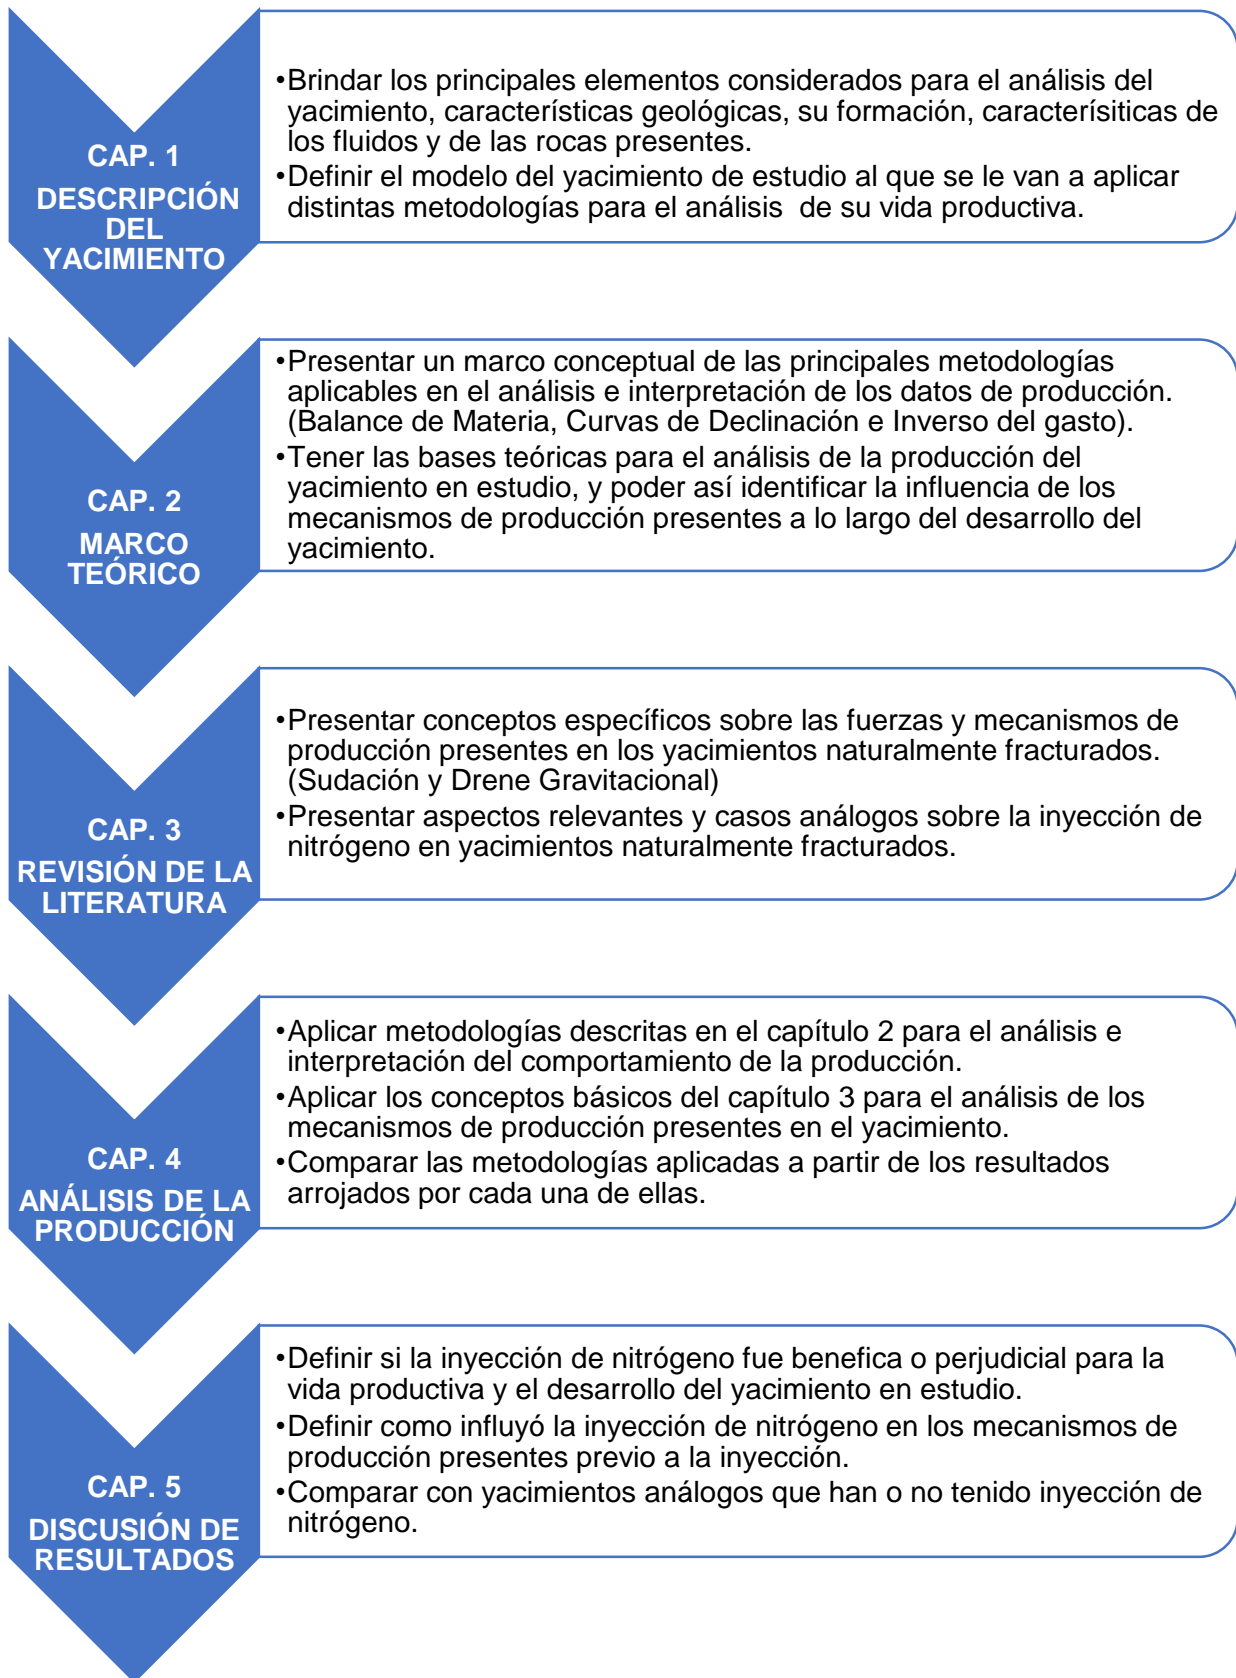 CAP. 1
DESCRIPCIÓN
DEL
YACIMIENTO
•Brindar los principales elementos considerados para el análisis del
yacimiento, características geológicas, su formación, caracterísiticas de
los fluidos y de las rocas presentes.
•Definir el modelo del yacimiento de estudio al que se le van a aplicar
distintas metodologías para el análisis  de su vida productiva.
CAP. 2
MARCO
TEÓRICO
•Presentar un marco conceptual de las principales metodologías
aplicables en el análisis e interpretación de los datos de producción.
(Balance de Materia, Curvas de Declinación e Inverso del gasto).
•Tener las bases teóricas para el análisis de la producción del
yacimiento en estudio, y poder así identificar la influencia de los
mecanismos de producción presentes a lo largo del desarrollo del
yacimiento.
CAP. 3
REVISIÓN DE LA
LITERATURA
•Presentar conceptos específicos sobre las fuerzas y mecanismos de
producción presentes en los yacimientos naturalmente fracturados.
(Sudación y Drene Gravitacional)
•Presentar aspectos relevantes y casos análogos sobre la inyección de
nitrógeno en yacimientos naturalmente fracturados.
CAP. 4
ANÁLISIS DE LA
PRODUCCIÓN
•Aplicar metodologías descritas en el capítulo 2 para el análisis e
interpretación del comportamiento de la producción.
•Aplicar los conceptos básicos del capítulo 3 para el análisis de los
mecanismos de producción presentes en el yacimiento.
•Comparar las metodologías aplicadas a partir de los resultados
arrojados por cada una de ellas.
CAP. 5
DISCUSIÓN DE
RESULTADOS
•Definir si la inyección de nitrógeno fue benefica o perjudicial para la
vida productiva y el desarrollo del yacimiento en estudio.
•Definir como influyó la inyección de nitrógeno en los mecanismos de
producción presentes previo a la inyección.
•Comparar con yacimientos análogos que han o no tenido inyección de
nitrógeno.